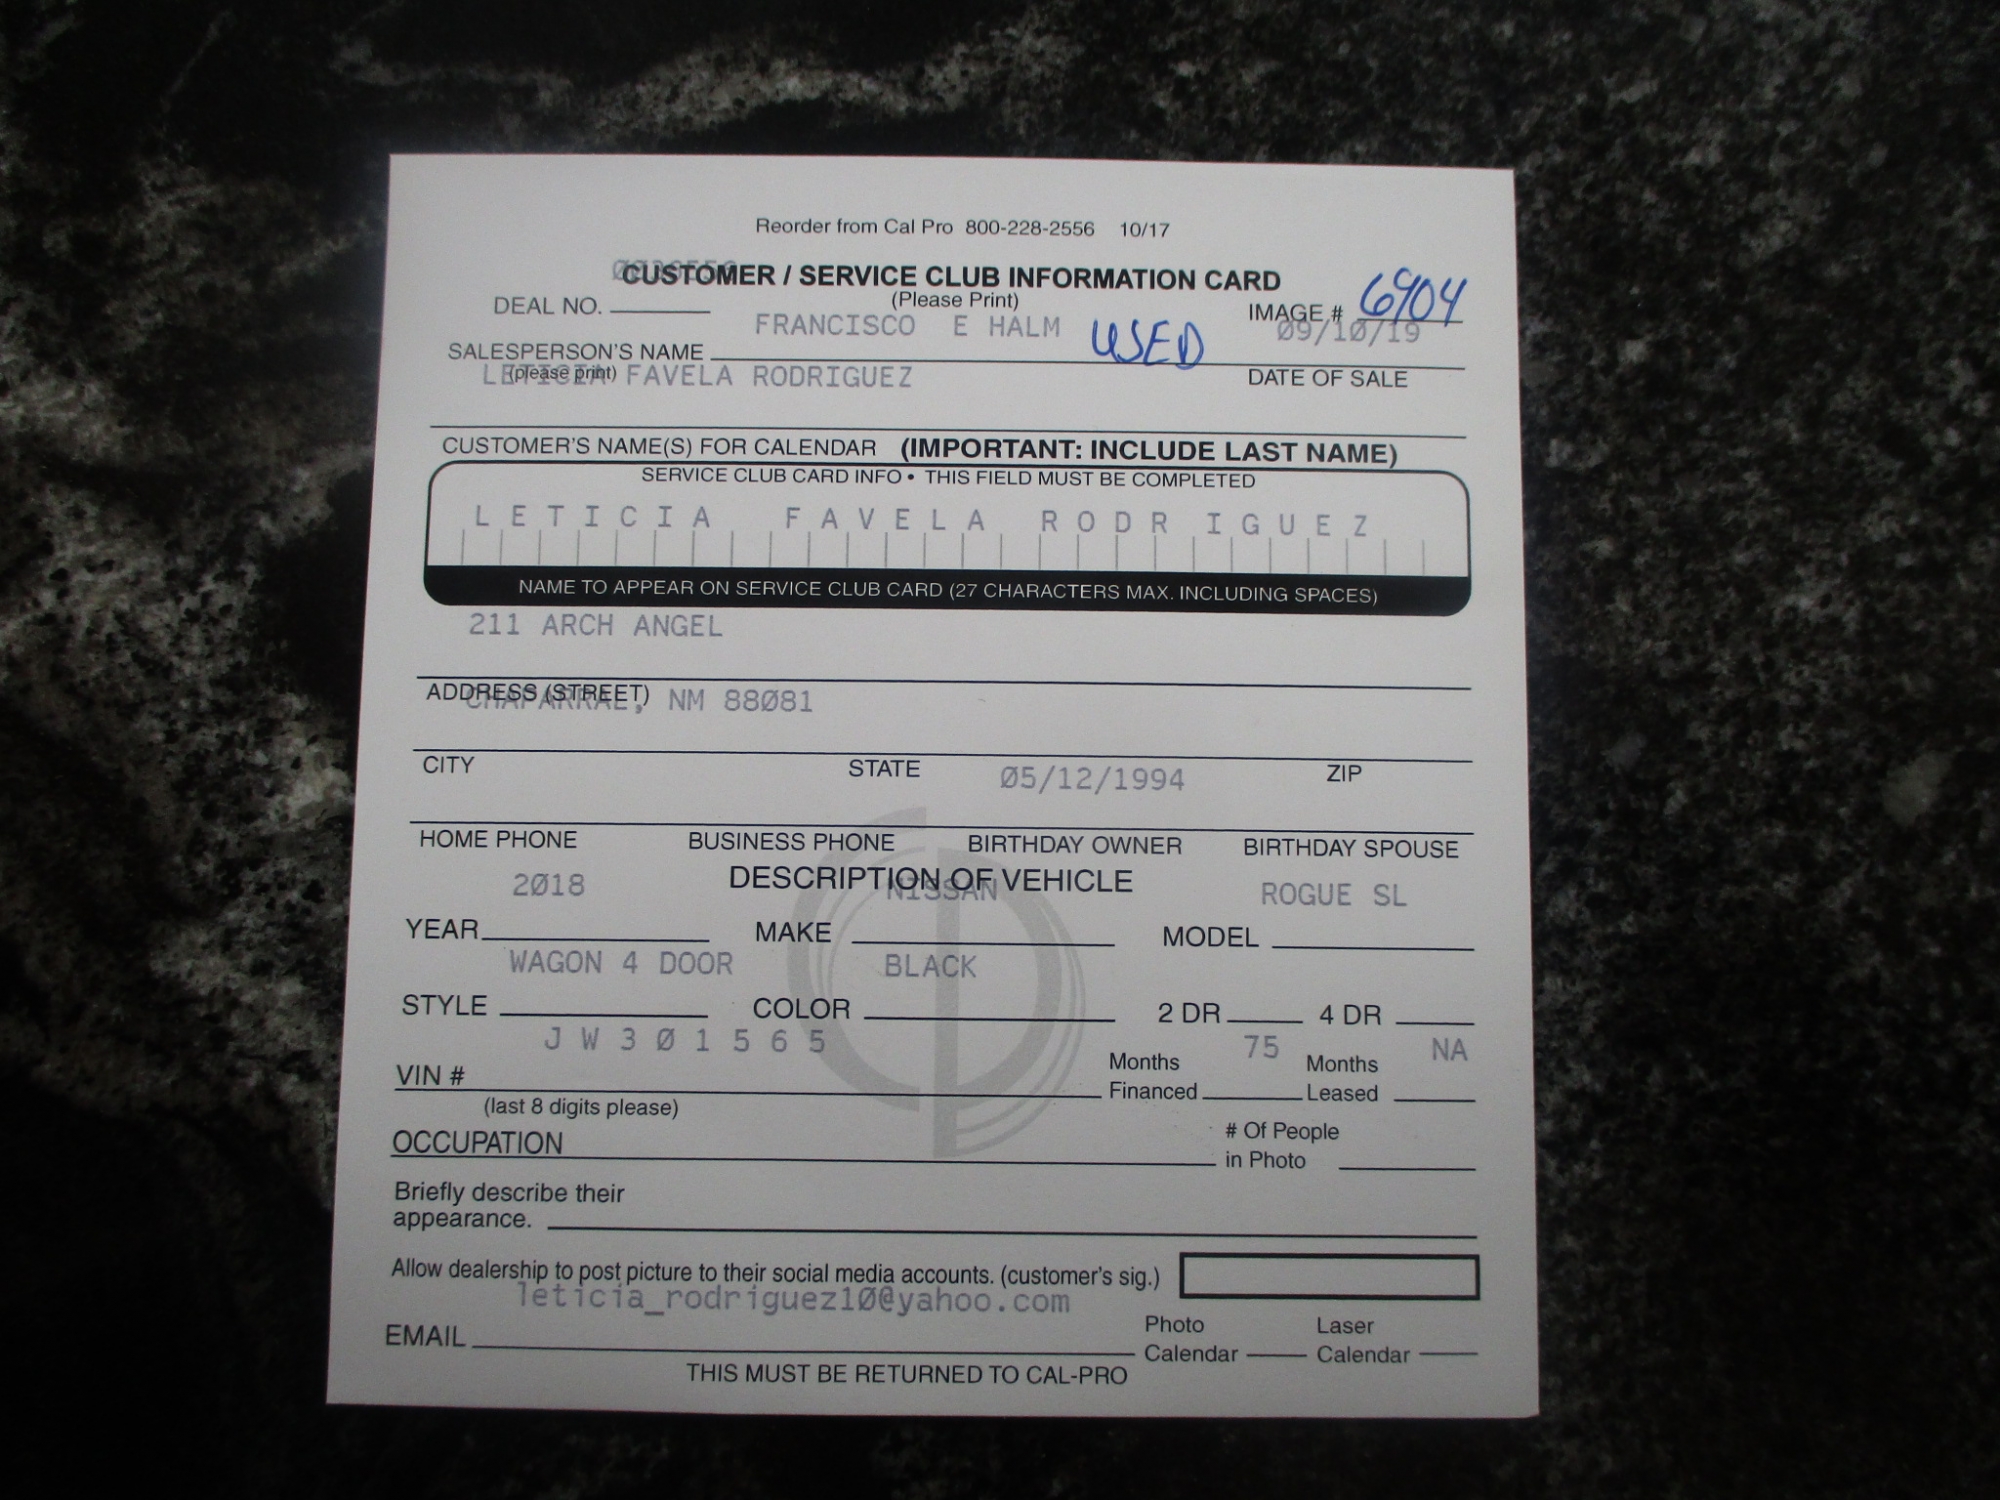 Reorder from Cal Pro 800-228-2556 10/17
CUSTOMER / SERVICE CLUB INFORMATION CARD
(Please Print)
DEAL NO.
IMAGE # 6904
FRANCISCO E HALM USED 09/10/19
SALESPERSON'S NAME
(please print)
DATE OF SALE
LETICIA FAVELA RODRIGUEZ
CUSTOMER'S NAME(S) FOR CALENDAR (IMPORTANT: INCLUDE LAST NAME)
SERVICE CLUB CARD INFO • THIS FIELD MUST BE COMPLETED
LETICIA FAVELA RODRIGUEZ
NAME TO APPEAR ON SERVICE CLUB CARD (27 CHARACTERS MAX. INCLUDING SPACES)
211 ARCH ANGEL
ADDRESS (STREET)
CHAPARRAL, NM 88081
CITY STATE ZIP
05/12/1994
HOME PHONE BUSINESS PHONE BIRTHDAY OWNER BIRTHDAY SPOUSE
DESCRIPTION OF VEHICLE
2018 NISSAN ROGUE SL
YEAR MAKE MODEL
WAGON 4 DOOR BLACK
STYLE COLOR 2 DR 4 DR
JW301565
VIN #
(last 8 digits please)
Months Financed 75 Months Leased NA
OCCUPATION
# Of People
in Photo
Briefly describe their
appearance.
Allow dealership to post picture to their social media accounts. (customer's sig.)
leticia_rodriguez10@yahoo.com
EMAIL
Photo Calendar Laser Calendar
THIS MUST BE RETURNED TO CAL-PRO